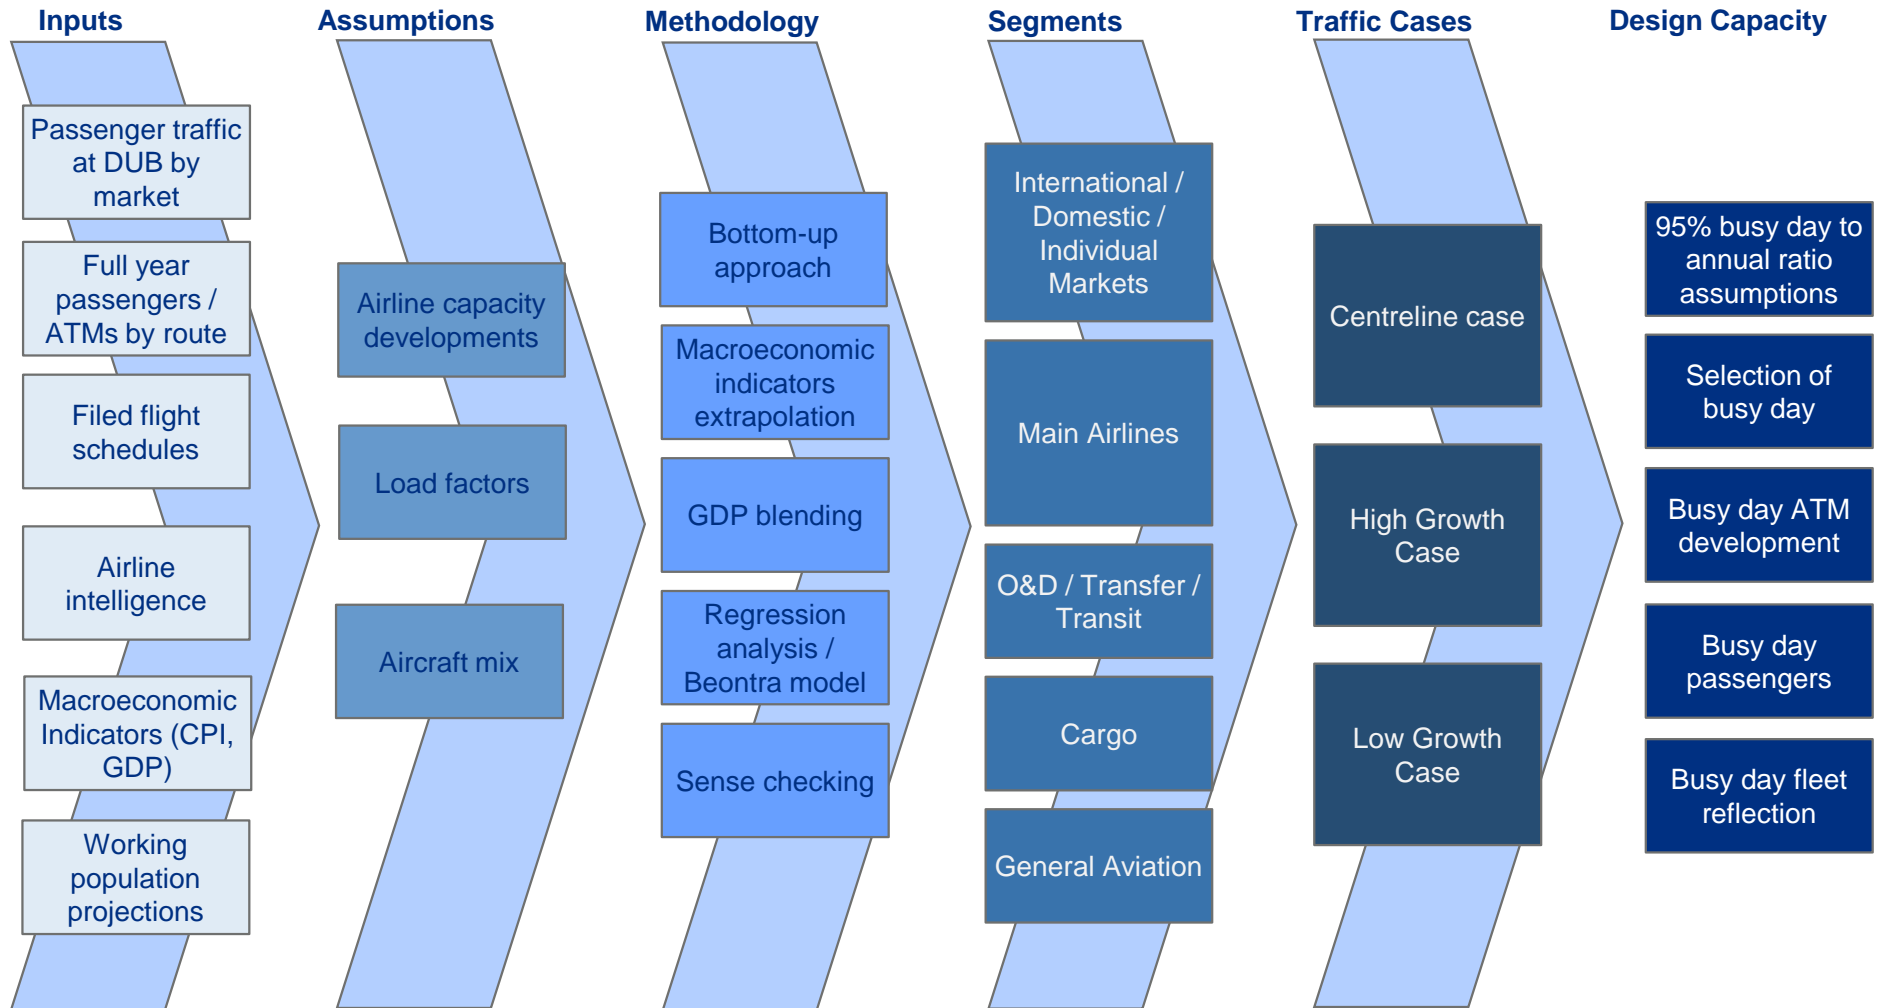 Inputs
Assumptions
Methodology
Segments
Traffic Cases
Design Capacity
Passenger traffic
at DUB by
market
Full year
passengers /
ATMs by route
Filed flight
schedules
Airline
intelligence
Macroeconomic
Indicators (CPI,
GDP)
Working
population
projections
Airline capacity
developments
Load factors
Aircraft mix
Bottom-up
approach
Macroeconomic
indicators
extrapolation
GDP blending
Regression
analysis /
Beontra model
Sense checking
International /
Domestic /
Individual
Markets
Main Airlines
O&D / Transfer /
Transit
Cargo
General Aviation
Centreline case
High Growth
Case
Low Growth
Case
95% busy day to
annual ratio
assumptions
Selection of
busy day
Busy day ATM
development
Busy day
passengers
Busy day fleet
reflection